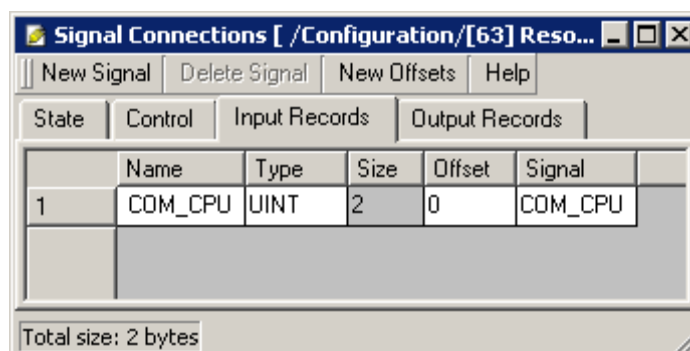 Signal Connections [ /Configuration/[63] Reso...
New Signal Delete Signal New Offsets Help
State Control Input Records Output Records
Name Type Size Offset Signal
1 COM_CPU UINT 2 0 COM_CPU
Total size: 2 bytes